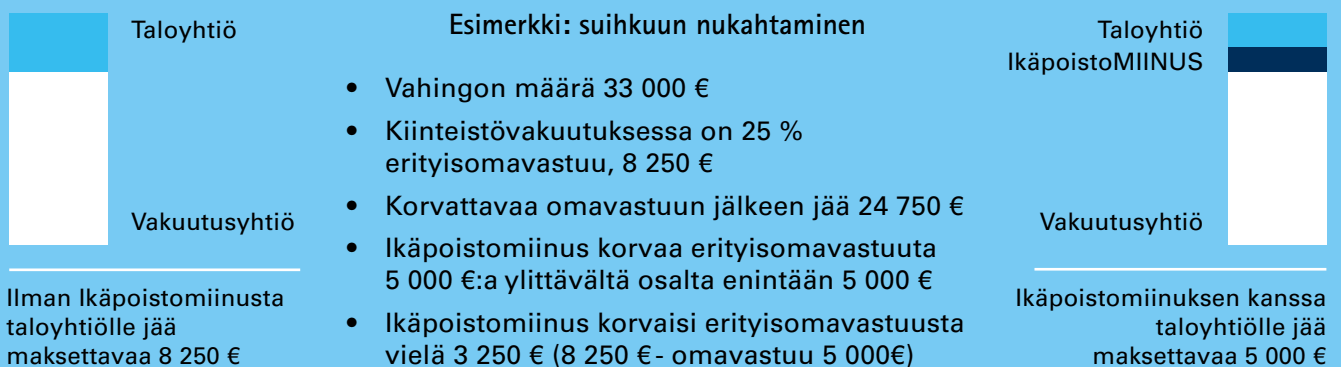 Taloyhtiö
Vakuutusyhtiö
Ilman Ikäpoistomiinusta
taloyhtiölle jää
maksettavaa 8 250 €
Esimerkki: suihkuun nukahtaminen
• Vahingon määrä 33 000 €
• Kiinteistövakuutuksessa on 25 %
erityisomavastuu, 8 250 €
• Korvattavaa omavastuun jälkeen jää 24 750 €
• Ikäpoistomiinus korvaa erityisomavastuuta
5 000 €:a ylittävältä osalta enintään 5 000 €
• Ikäpoistomiinus korvaisi erityisomavastuusta
vielä 3 250 € (8 250 €- omavastuu 5 000€)
Taloyhtiö
IkäpoistoMIINUS
Vakuutusyhtiö
Ikäpoistomiinuksen kanssa
taloyhtiölle jää
maksettavaa 5 000 €